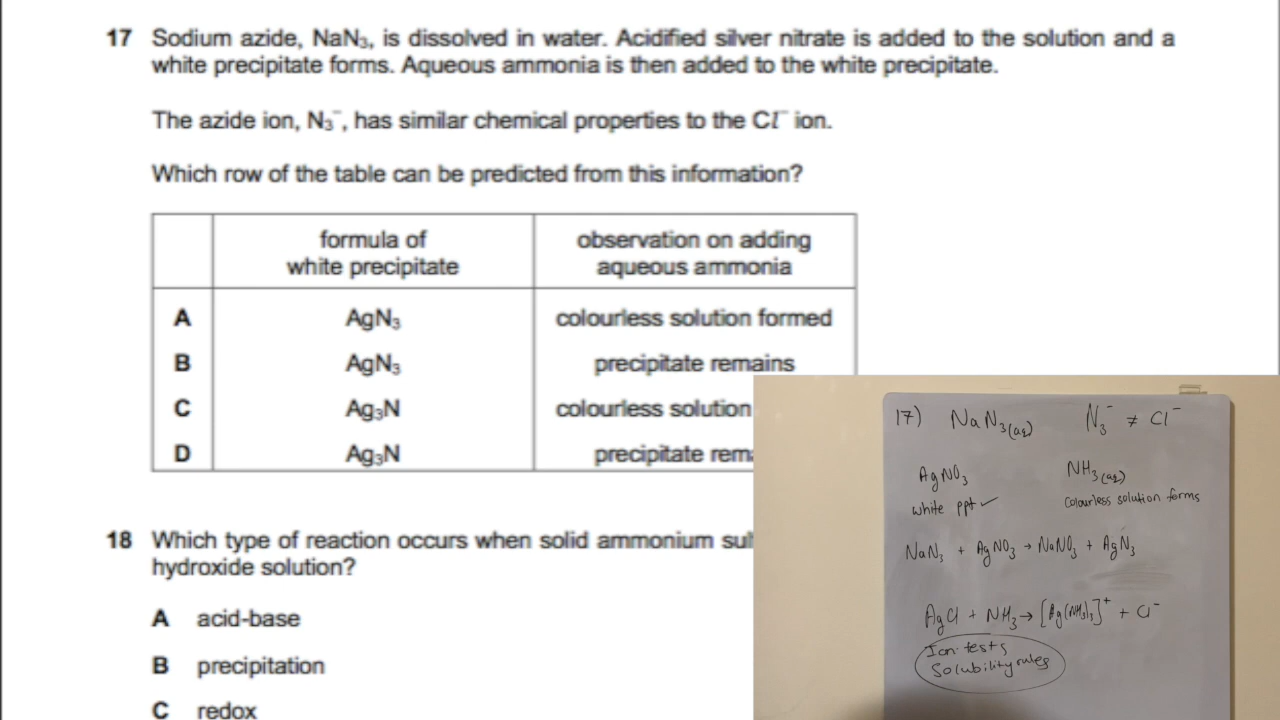 17 Sodium azide, NaN₃, is dissolved in water. Acidified silver nitrate is added to the solution and a
white precipitate forms. Aqueous ammonia is then added to the white precipitate.
The azide ion, N₃⁻, has similar chemical properties to the Cl⁻ ion.
Which row of the table can be predicted from this information?
formula of white precipitate
observation on adding aqueous ammonia
A AgN₃ colourless solution formed
B AgN₃ precipitate remains
C Ag₃N colourless solution
D Ag₃N precipitate rem
18 Which type of reaction occurs when solid ammonium sul
hydroxide solution?
A acid-base
B precipitation
C redox
17) NaN₃(aq) N₃⁻ ≠ Cl⁻
AgNO₃ NH₃(aq)
white ppt ✓ colourless solution forms
NaN₃ + AgNO₃ → NaNO₃ + AgN₃
AgCl + NH₃ → [Ag(NH₃)₃]⁺ + Cl⁻
Ion tests
Solubility rules